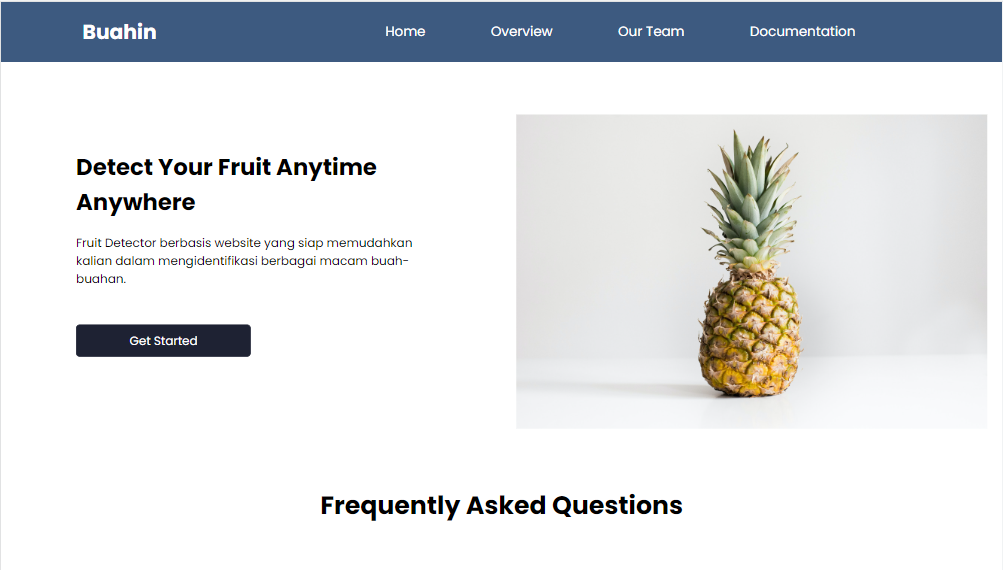 Buahin
Home Overview Our Team Documentation
Detect Your Fruit Anytime
Anywhere
Fruit Detector berbasis website yang siap memudahkan
kalian dalam mengidentifikasi berbagai macam buah-
buahan.
Get Started
Frequently Asked Questions